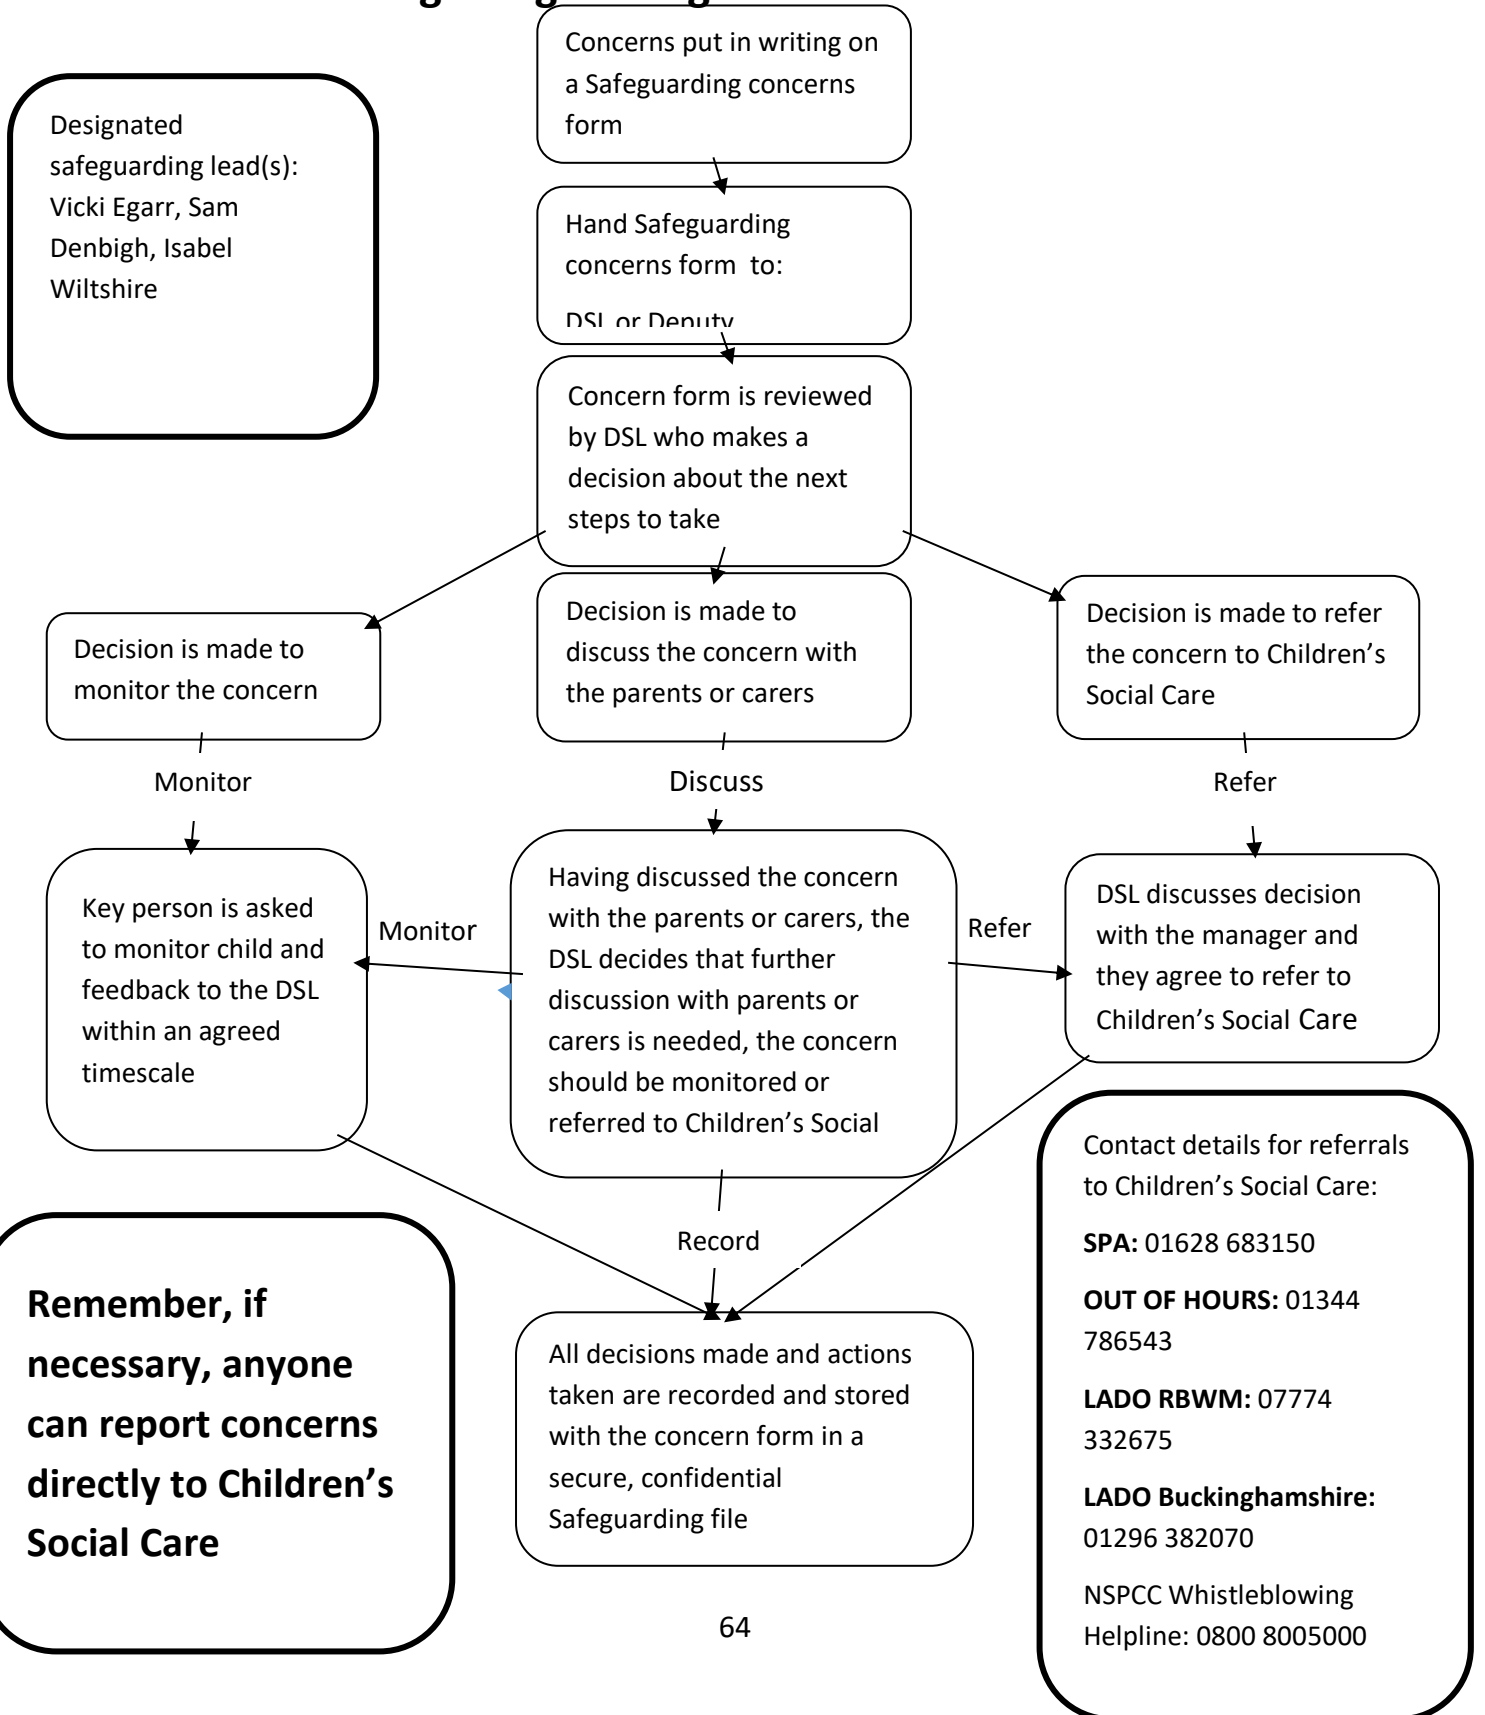 Concerns put in writing on
a Safeguarding concerns
form
Designated
safeguarding lead(s):
Vicki Egarr, Sam
Denbigh, Isabel
Wiltshire
Hand Safeguarding
concerns form to:
DSL or Deputy
Concern form is reviewed
by DSL who makes a
decision about the next
steps to take
Decision is made to
monitor the concern
Decision is made to
discuss the concern with
the parents or carers
Decision is made to refer
the concern to Children’s
Social Care
Monitor
Discuss
Refer
Key person is asked
to monitor child and
feedback to the DSL
within an agreed
timescale
Monitor
Having discussed the concern
with the parents or carers, the
DSL decides that further
discussion with parents or
carers is needed, the concern
should be monitored or
referred to Children’s Social
Refer
DSL discusses decision
with the manager and
they agree to refer to
Children’s Social Care
Record
Contact details for referrals
to Children’s Social Care:
SPA: 01628 683150
OUT OF HOURS: 01344
786543
LADO RBWM: 07774
332675
LADO Buckinghamshire:
01296 382070
NSPCC Whistleblowing
Helpline: 0800 8005000
Remember, if
necessary, anyone
can report concerns
directly to Children’s
Social Care
All decisions made and actions
taken are recorded and stored
with the concern form in a
secure, confidential
Safeguarding file
64